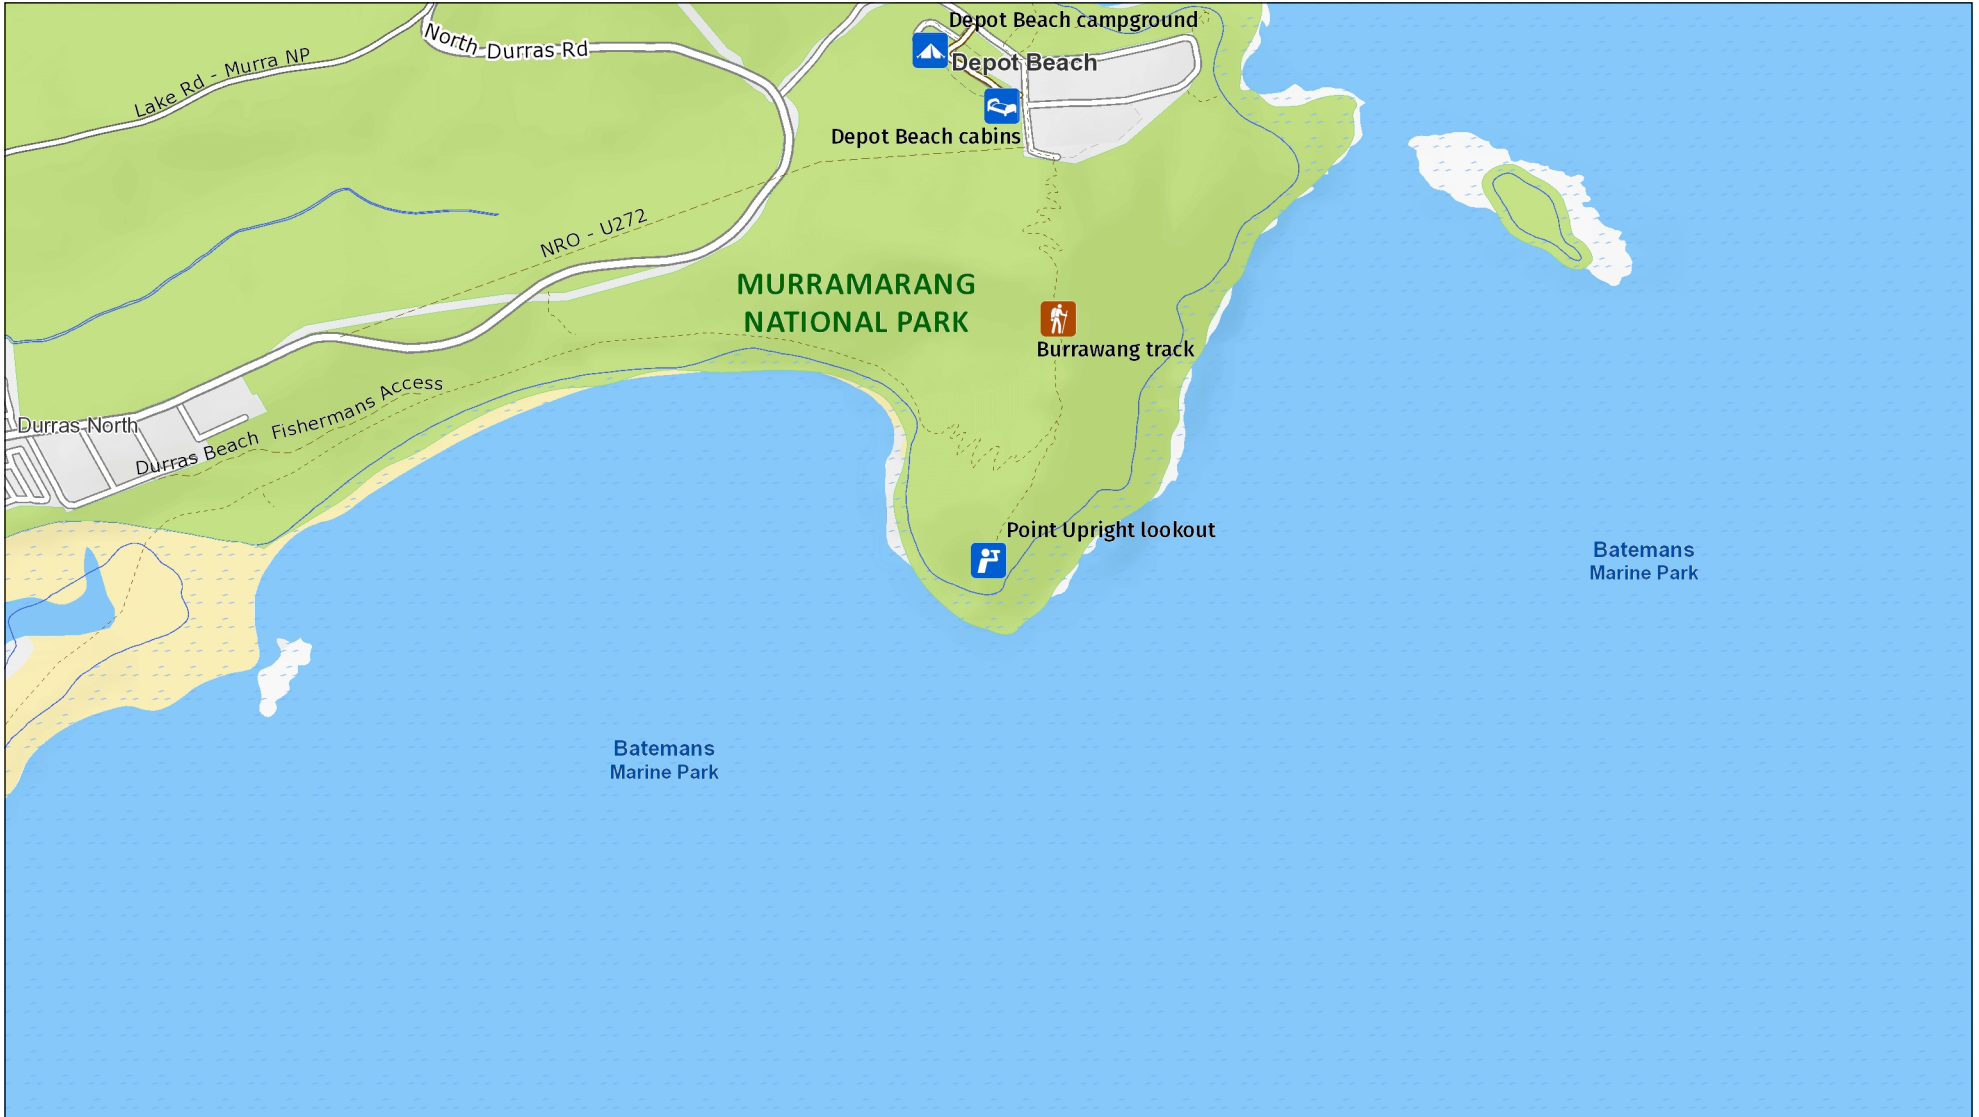 Depot Beach campground
North Durras Rd
Lake Rd - Murra NP
Depot Beach
Depot Beach cabins
NRO - U272
MURRAMARANG
NATIONAL PARK
Burrawang track
Durras Beach Fishermans Access
Durras North
Point Upright lookout
Batemans
Marine Park
Batemans
Marine Park